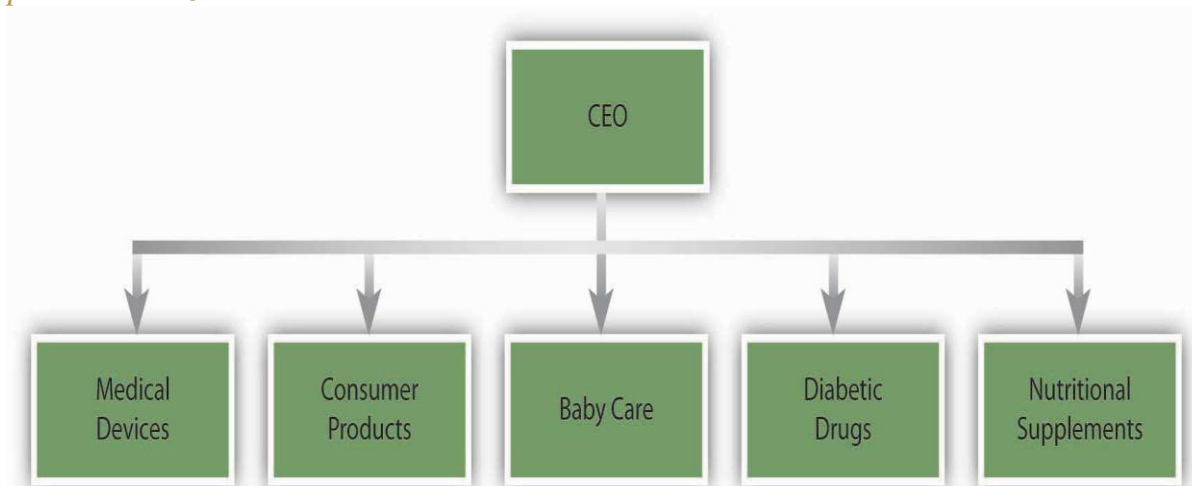 CEO
Medical
Devices
Consumer
Products
Baby Care
Diabetic
Drugs
Nutritional
Supplements